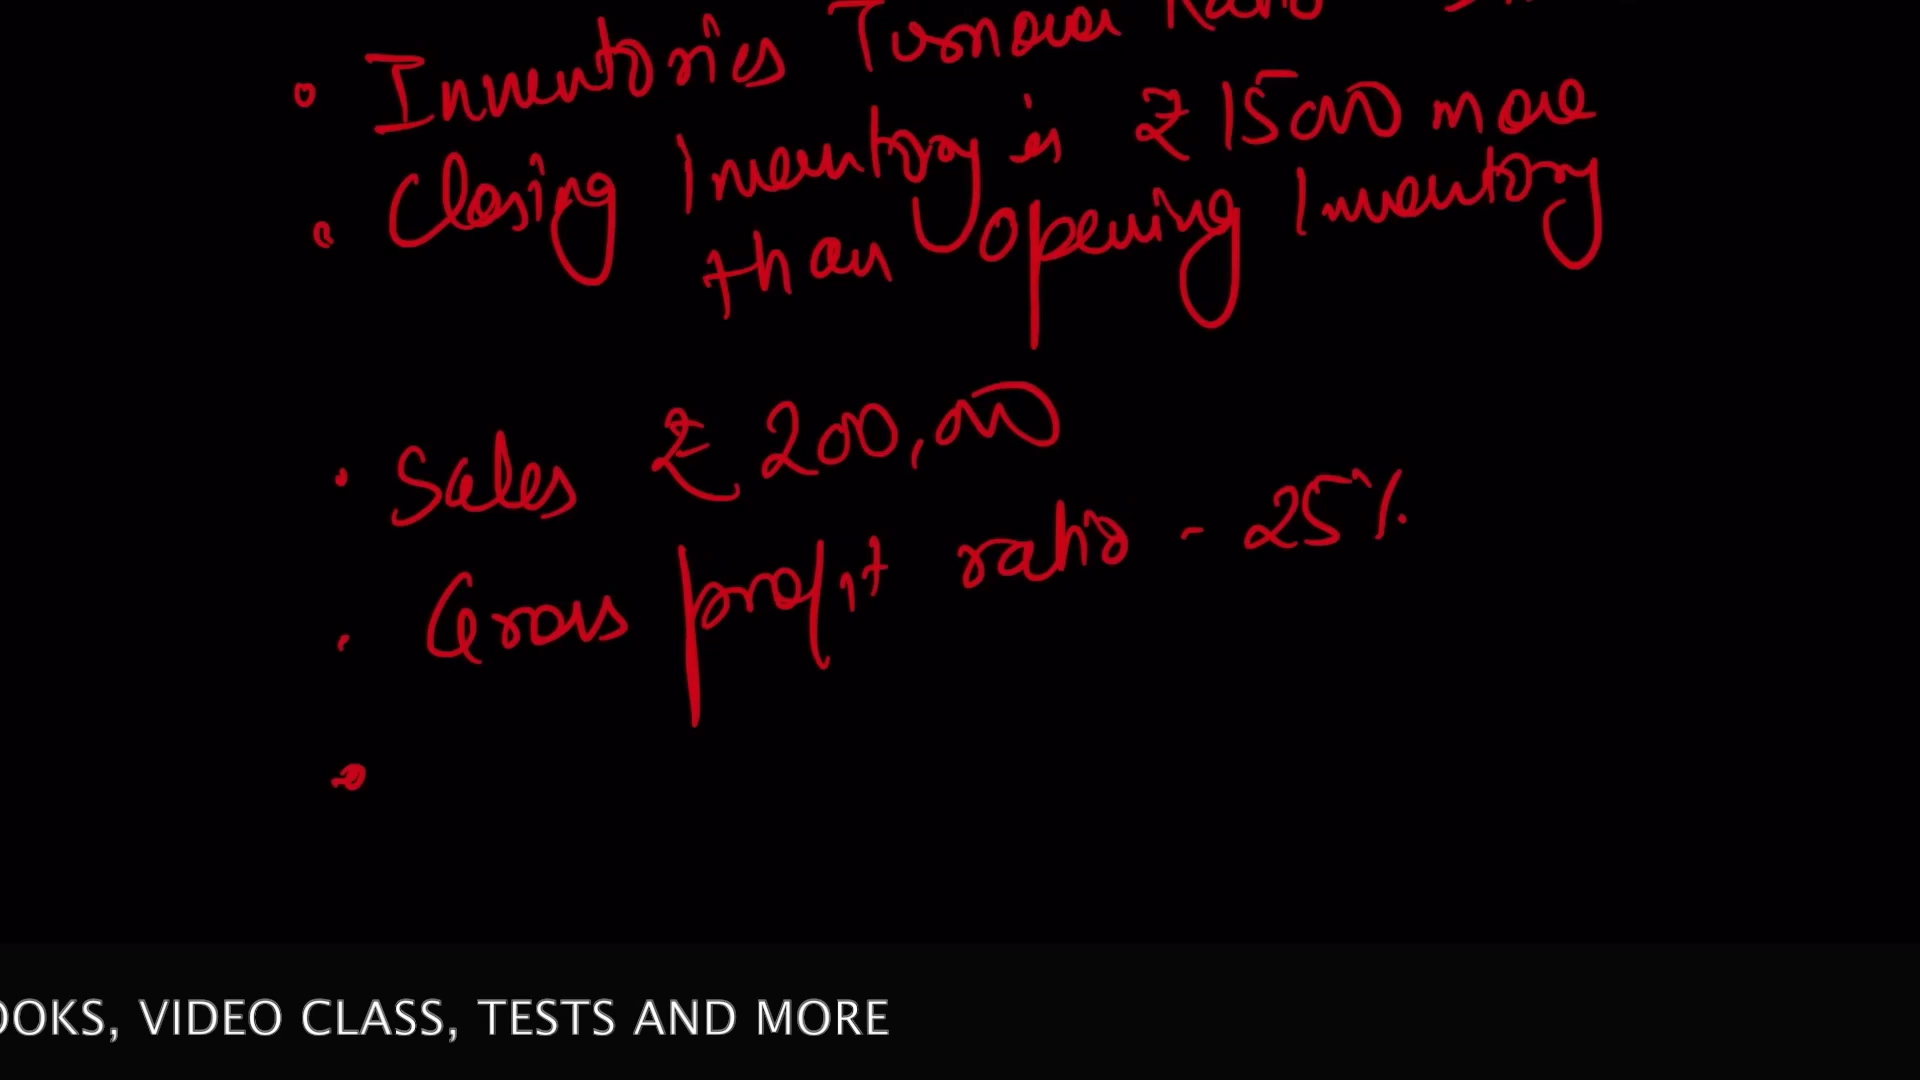 • Inventories Turnover Ratio
• Closing Inventory is ₹ 15000 more
than opening Inventory
• Sales ₹ 200,000
• Gross profit ratio - 25%
•
OOKS, VIDEO CLASS, TESTS AND MORE